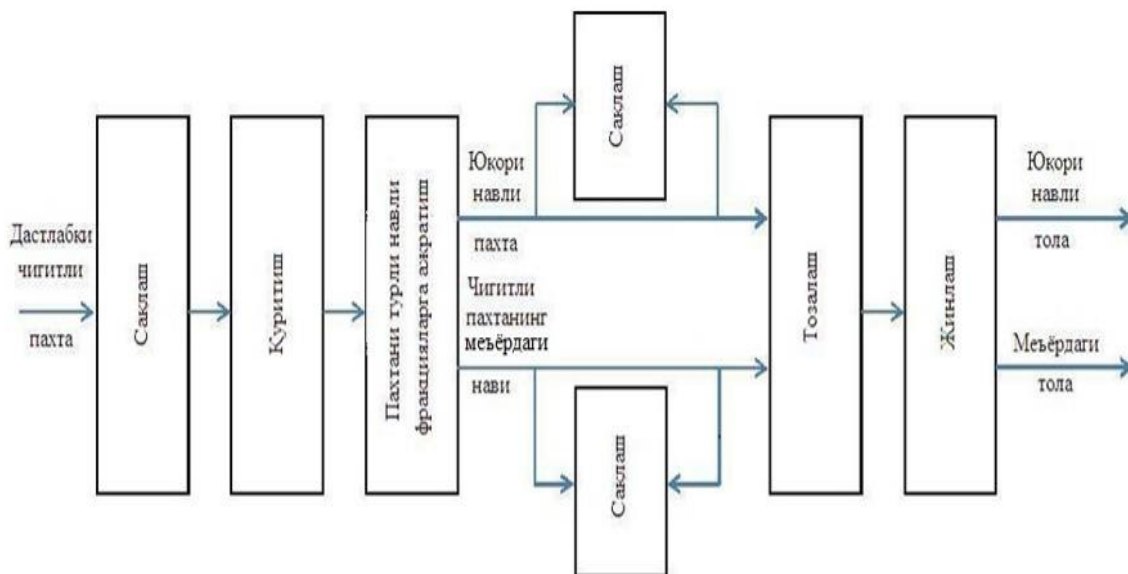 Дастлабки
чигитли
пахта
Саклаш
Қуритиш
Пахтани турли навли
фракцияларга ажратиш
Юкори
навли
пахта
Чигитли
пахтанинг
меъёрдаги
нави
Саклаш
Саклаш
Тозалаш
Жинлаш
Юкори
навли
тола
Меъёрдаги
тола